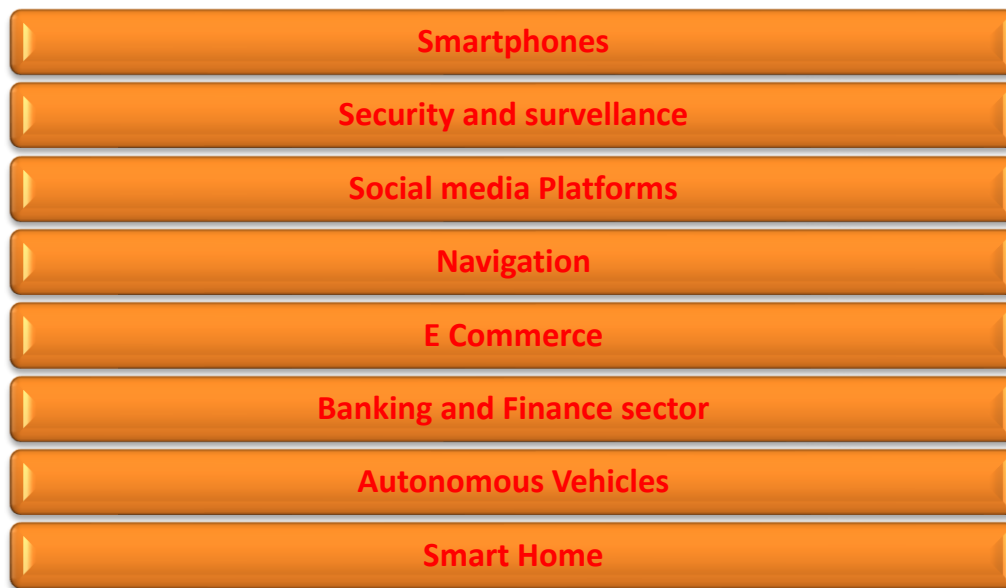 Smartphones
Security and survellance
Social media Platforms
Navigation
E Commerce
Banking and Finance sector
Autonomous Vehicles
Smart Home